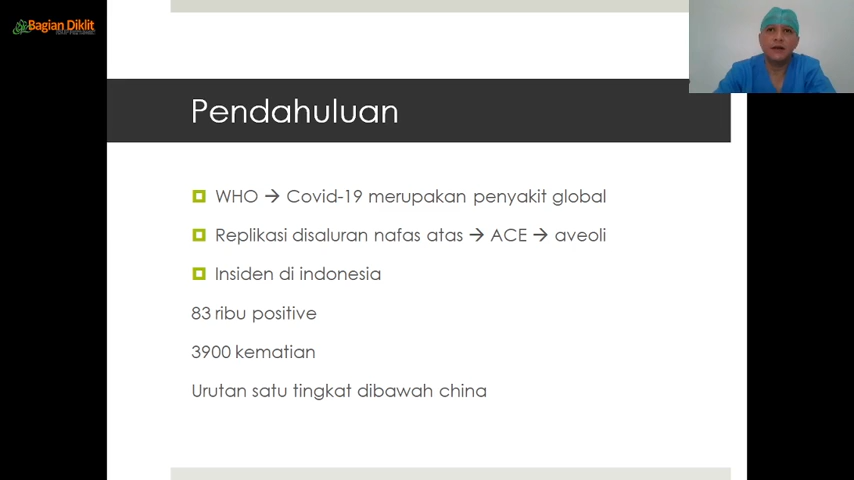 Bagian Diklit
Pendahuluan
WHO → Covid-19 merupakan penyakit global
Replikasi disaluran nafas atas → ACE → aveoli
Insiden di indonesia
83 ribu positive
3900 kematian
Urutan satu tingkat dibawah china